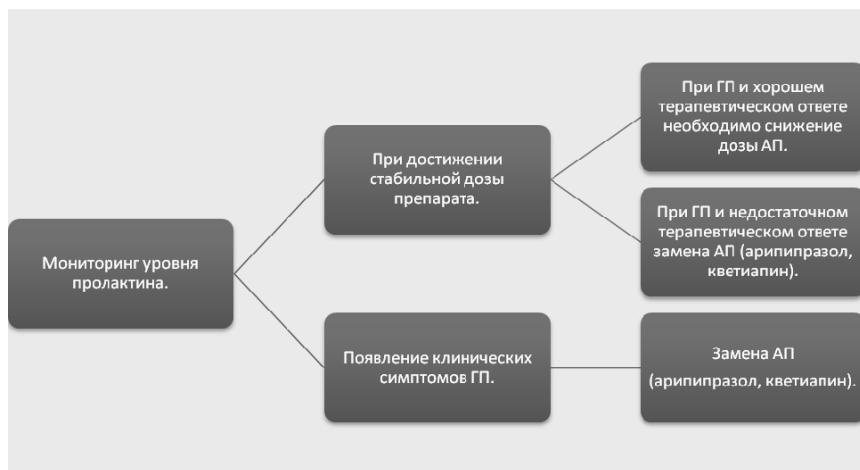 Мониторинг уровня
пролактина.
При достижении
стабильной дозы
препарата.
Появление клинических
симптомов ГП.
При ГП и хорошем
терапевтическом ответе
необходимо снижение
дозы АП.
При ГП и недостаточном
терапевтическом ответе
замена АП (арипипразол,
кветиапин).
Замена АП
(арипипразол, кветиапин).